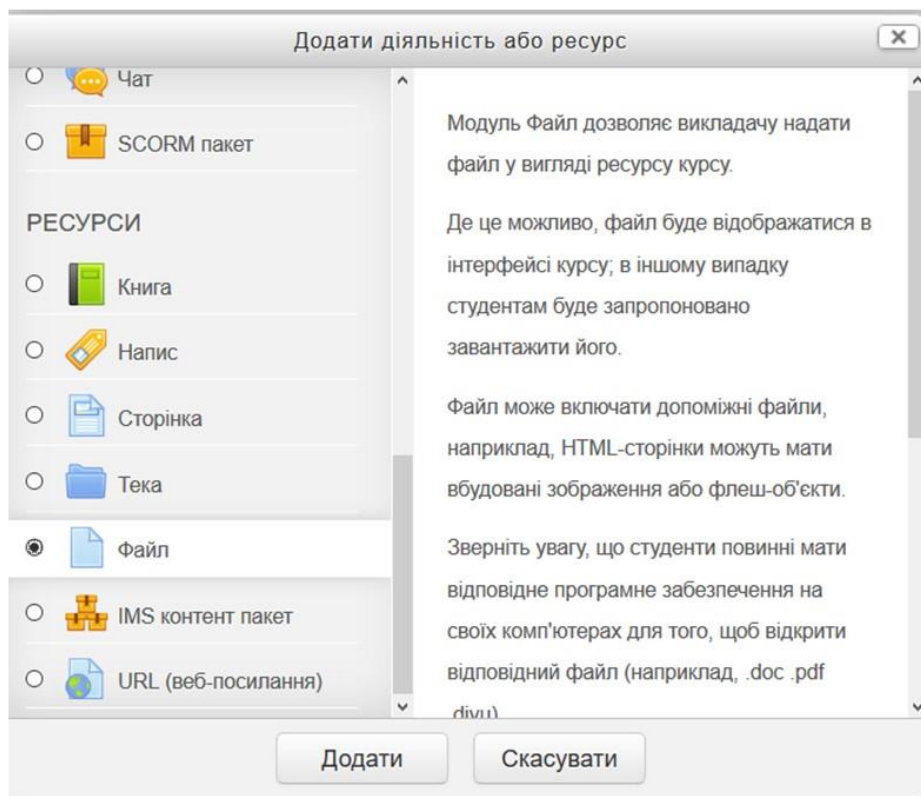 Додати діяльність або ресурс
Чат
SCORM пакет
РЕСУРСИ
Книга
Напис
Сторінка
Тека
Файл
IMS контент пакет
URL (веб-посилання)
Модуль Файл дозволяє викладачу надати
файл у вигляді ресурсу курсу.
Де це можливо, файл буде відображатися в
інтерфейсі курсу; в іншому випадку
студентам буде запропоновано
завантажити його.
Файл може включати допоміжні файли,
наприклад, HTML-сторінки можуть мати
вбудовані зображення або флеш-об'єкти.
Зверніть увагу, що студенти повинні мати
відповідне програмне забезпечення на
своїх комп'ютерах для того, щоб відкрити
відповідний файл (наприклад, .doc .pdf
Додати
Скасувати